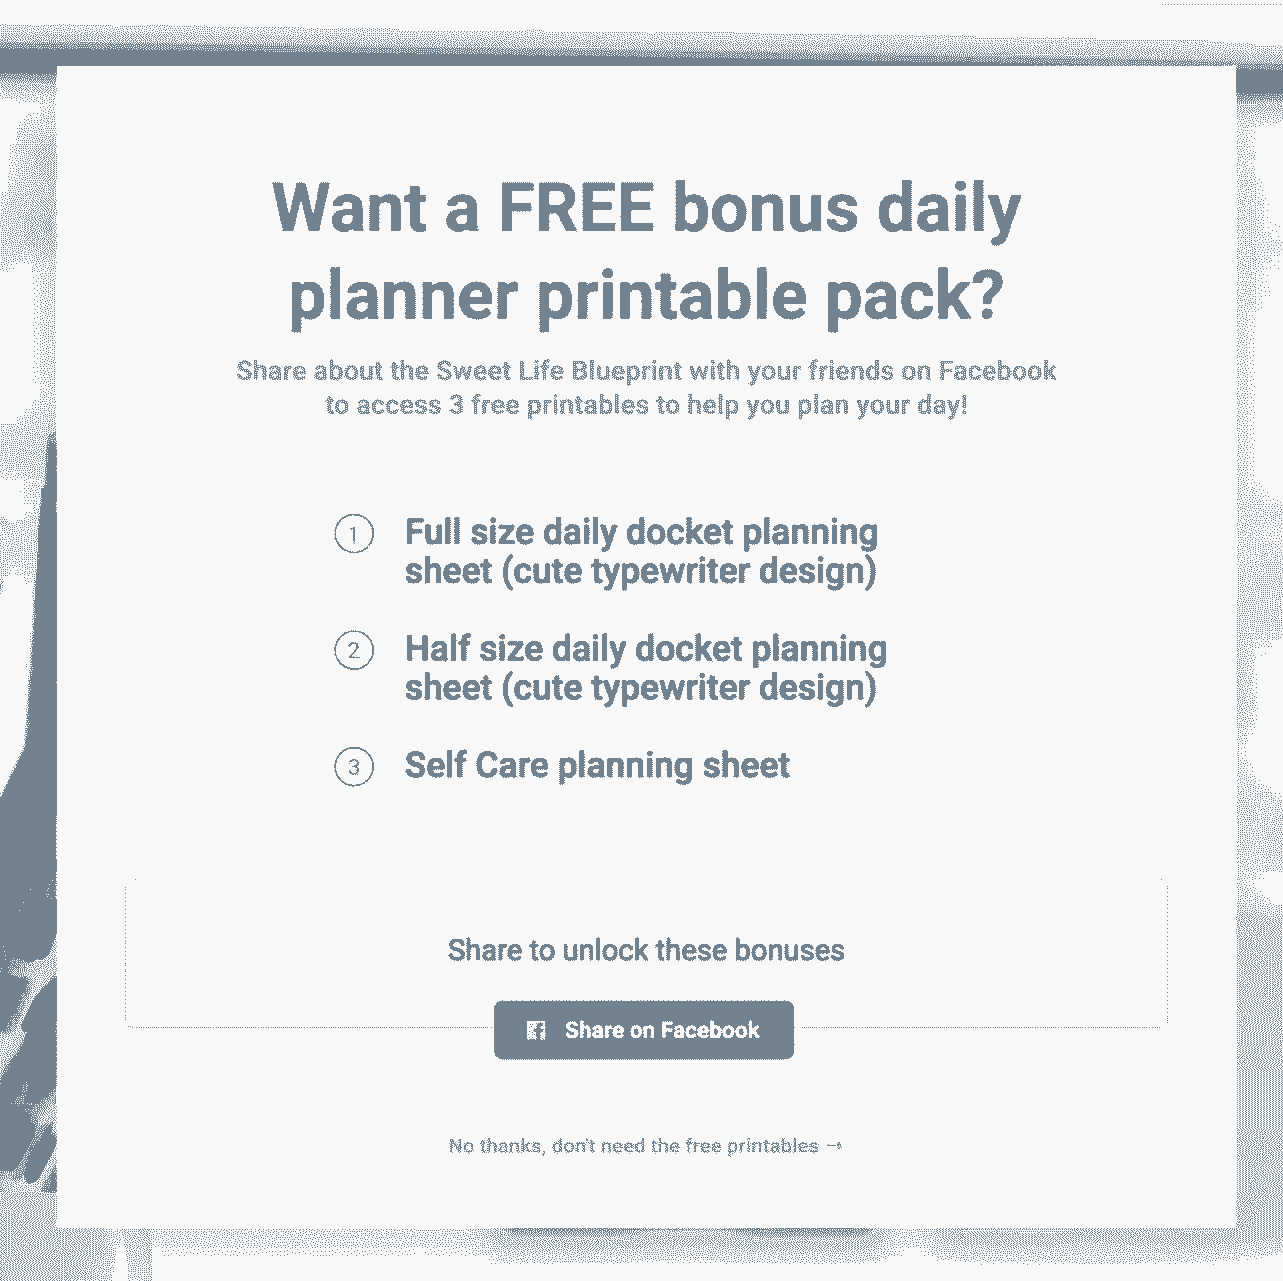 Want a FREE bonus daily
planner printable pack?
Share about the Sweet Life Blueprint with your friends on Facebook
to access 3 free printables to help you plan your day!
1 Full size daily docket planning
sheet (cute typewriter design)
2 Half size daily docket planning
sheet (cute typewriter design)
3 Self Care planning sheet
Share to unlock these bonuses
Share on Facebook
No thanks, don't need the free printables →